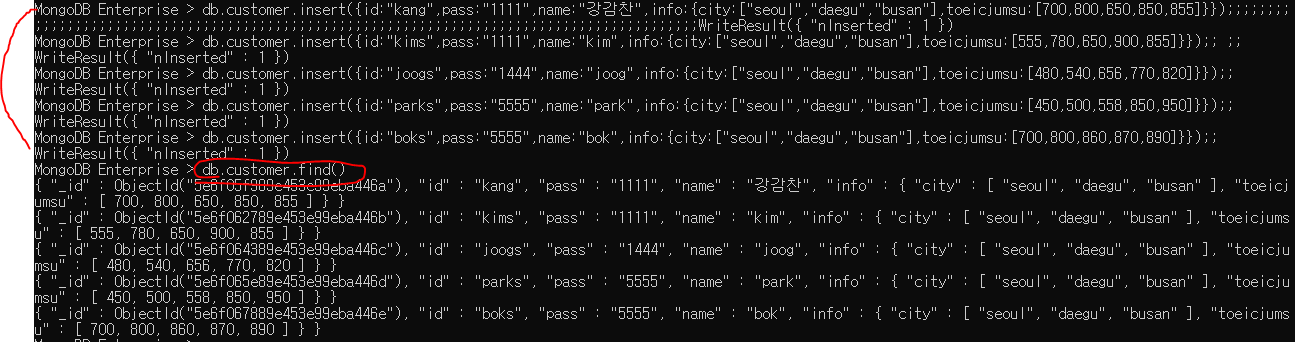 MongoDB Enterprise > db.customer.insert({id:"kang",pass:"1111",name:"강감찬",info:{city:["seoul","daegu","busan"],toeicjumsu:[700,800,650,850,855]}});;;;;;;;;
;;;;;;;;;;;;;;;;;;;;;;;;;;;;;;;;;;;;;;;;;;;;;;;;;;;;;;;;;;;;;;;;;;;;;;;;;;;;;;;;;;;WriteResult({ "nInserted" : 1 })
MongoDB Enterprise > db.customer.insert({id:"kims",pass:"1111",name:"kim",info:{city:["seoul","daegu","busan"],toeicjumsu:[555,780,650,900,855]}});; ;;
WriteResult({ "nInserted" : 1 })
MongoDB Enterprise > db.customer.insert({id:"joogs",pass:"1444",name:"joog",info:{city:["seoul","daegu","busan"],toeicjumsu:[480,540,656,770,820]}});;
WriteResult({ "nInserted" : 1 })
MongoDB Enterprise > db.customer.insert({id:"parks",pass:"5555",name:"park",info:{city:["seoul","daegu","busan"],toeicjumsu:[450,500,558,850,950]}});;
WriteResult({ "nInserted" : 1 })
MongoDB Enterprise > db.customer.insert({id:"boks",pass:"5555",name:"bok",info:{city:["seoul","daegu","busan"],toeicjumsu:[700,800,860,870,890]}});;
WriteResult({ "nInserted" : 1 })
MongoDB Enterprise > db.customer.find()
{ "_id" : ObjectId("5e6f05f989e453e99eba446a"), "id" : "kang", "pass" : "1111", "name" : "강감찬", "info" : { "city" : [ "seoul", "daegu", "busan" ], "toeicj
umsu" : [ 700, 800, 650, 850, 855 ] } }
{ "_id" : ObjectId("5e6f062789e453e99eba446b"), "id" : "kims", "pass" : "1111", "name" : "kim", "info" : { "city" : [ "seoul", "daegu", "busan" ], "toeicjums
u" : [ 555, 780, 650, 900, 855 ] } }
{ "_id" : ObjectId("5e6f064389e453e99eba446c"), "id" : "joogs", "pass" : "1444", "name" : "joog", "info" : { "city" : [ "seoul", "daegu", "busan" ], "toeicju
msu" : [ 480, 540, 656, 770, 820 ] } }
{ "_id" : ObjectId("5e6f065e89e453e99eba446d"), "id" : "parks", "pass" : "5555", "name" : "park", "info" : { "city" : [ "seoul", "daegu", "busan" ], "toeicju
msu" : [ 450, 500, 558, 850, 950 ] } }
{ "_id" : ObjectId("5e6f067889e453e99eba446e"), "id" : "boks", "pass" : "5555", "name" : "bok", "info" : { "city" : [ "seoul", "daegu", "busan" ], "toeicjums
u" : [ 700, 800, 860, 870, 890 ] } }
MongoDB Enterprise >